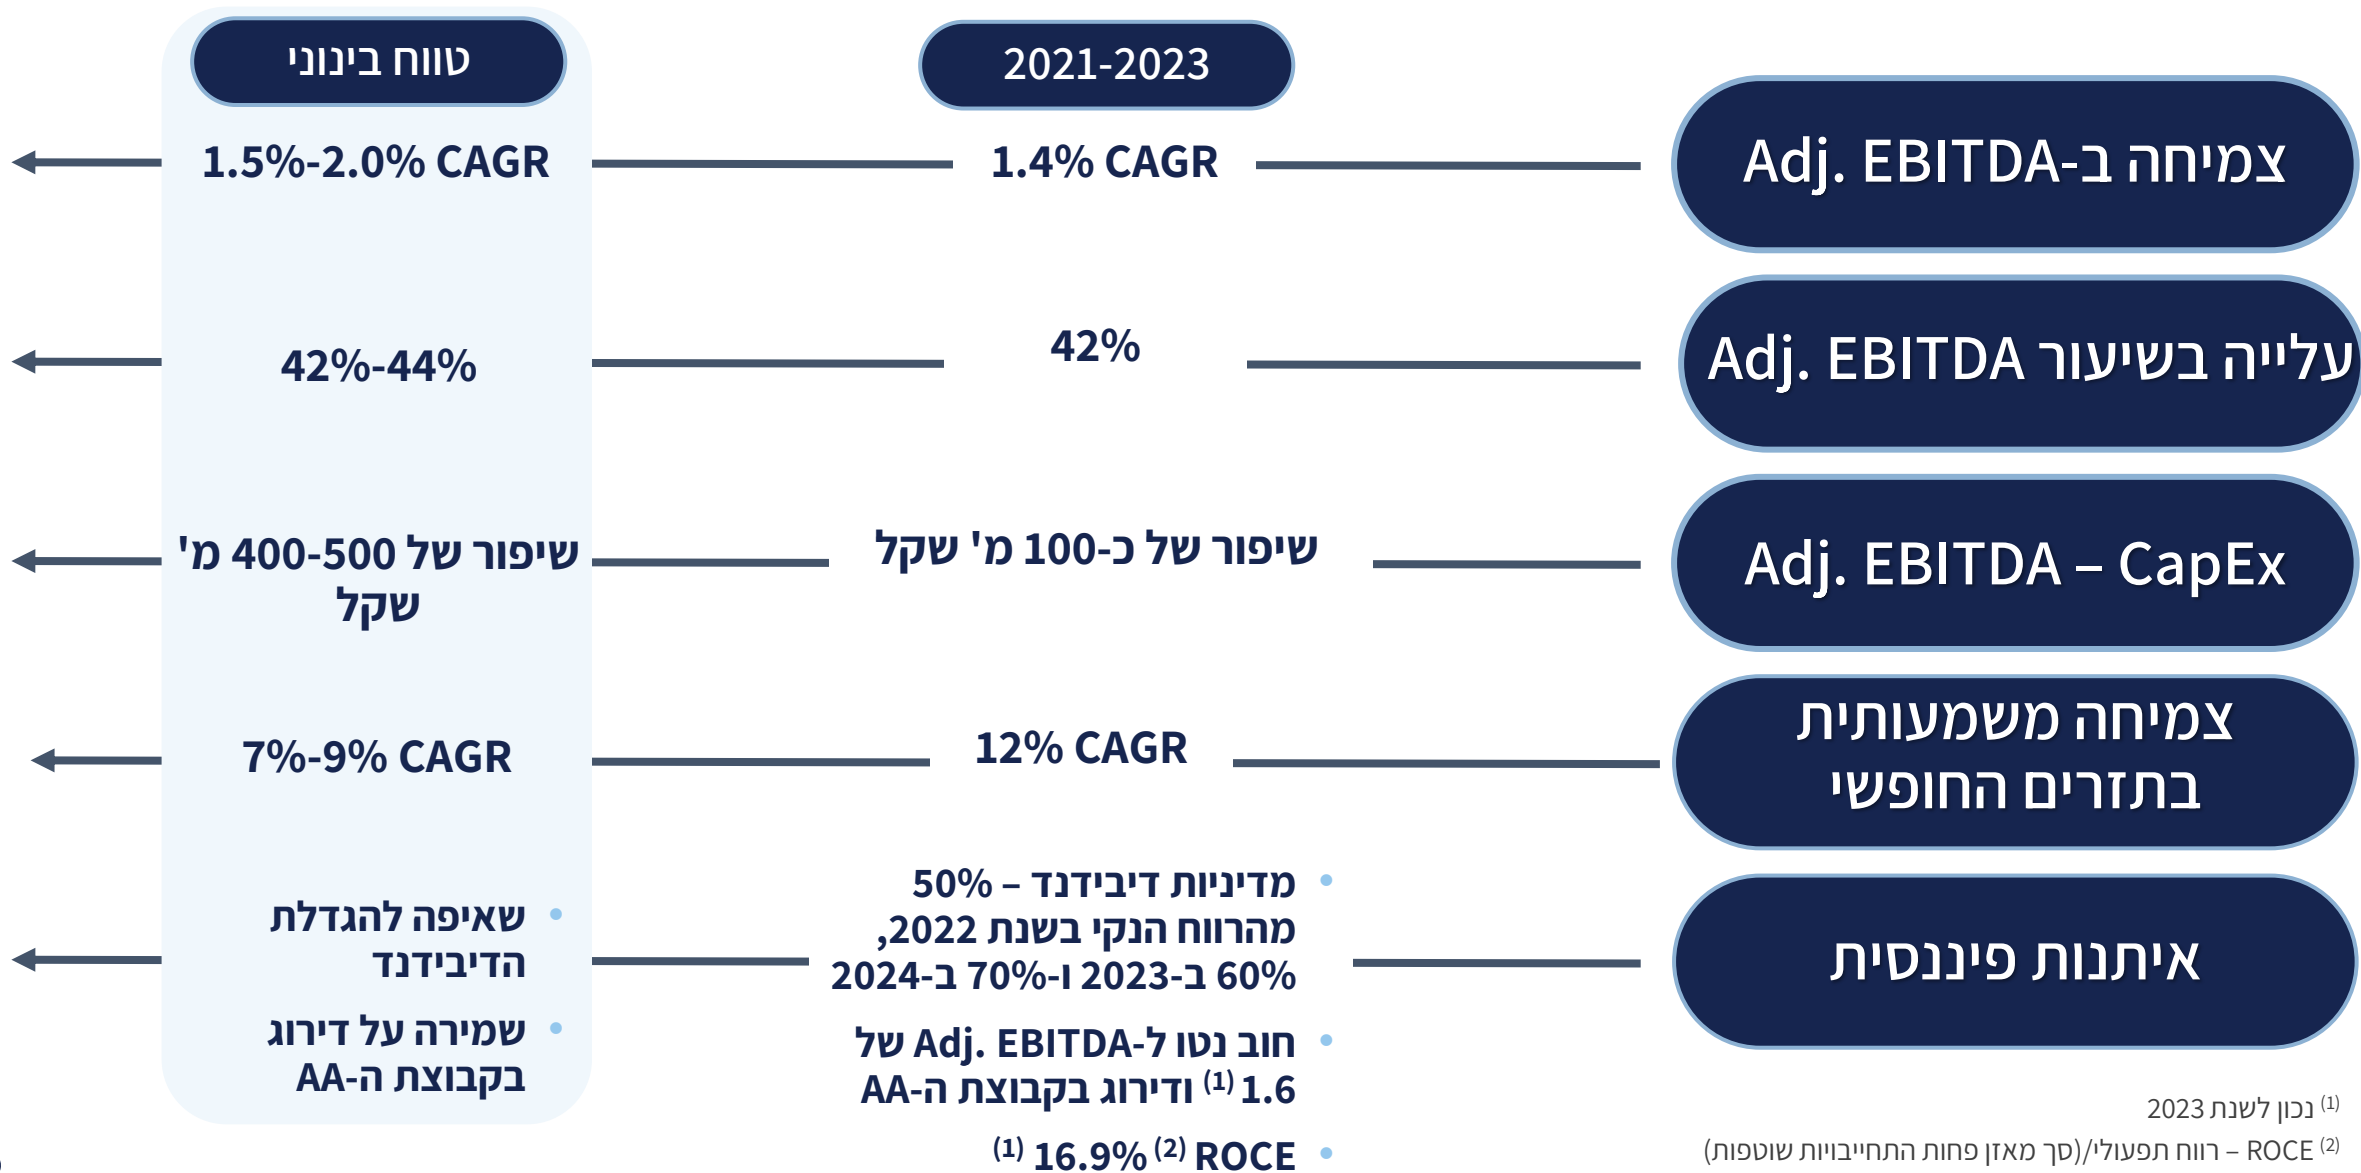 2021-2023
טווח בינוני
צמיחה ב-Adj. EBITDA
1.4% CAGR
1.5%-2.0% CAGR
עלייה בשיעור Adj. EBITDA
42%
42%-44%
Adj. EBITDA – CapEx
שיפור של כ-100 מ' שקל
שיפור של 400-500 מ'
שקל
צמיחה משמעותית
בתזרים החופשי
12% CAGR
7%-9% CAGR
איתנות פיננסית
• מדיניות דיבידנד – 50%
מהרווח הנקי בשנת 2022,
60% ב-2023 ו-70% ב-2024
• חוב נטו ל-Adj. EBITDA של
1.6 (1) ודירוג בקבוצת ה-AA
• ROCE (2) 16.9% (1)
• שאיפה להגדלת
הדיבידנד
• שמירה על דירוג
בקבוצת ה-AA
(1) נכון לשנת 2023
(2) ROCE – רווח תפעולי/(סך מאזן פחות התחייבויות שוטפות)